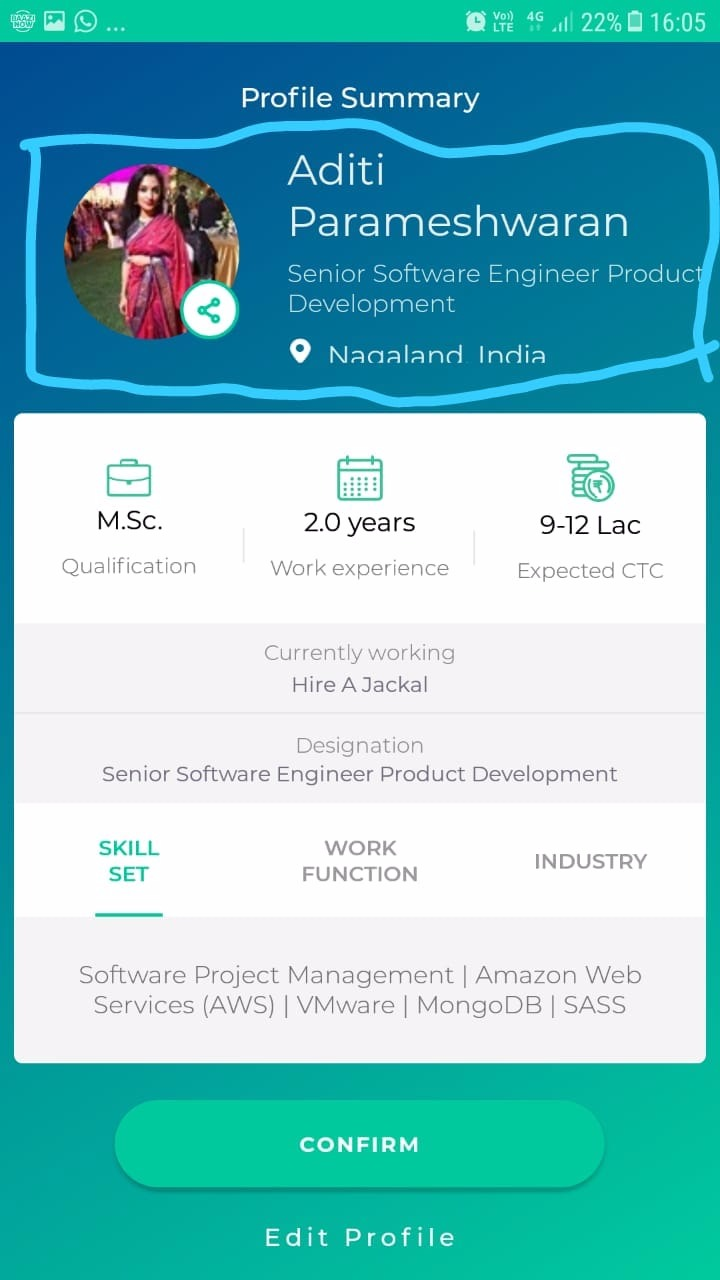 BAAZI NOW ... Vo) LTE 4G 22% 16:05
Profile Summary
Aditi
Parameshwaran
Senior Software Engineer Product
Development
Nagaland, India
M.Sc.
Qualification
2.0 years
Work experience
9-12 Lac
Expected CTC
Currently working
Hire A Jackal
Designation
Senior Software Engineer Product Development
SKILL
SET
WORK
FUNCTION
INDUSTRY
Software Project Management | Amazon Web
Services (AWS) | VMware | MongoDB | SASS
CONFIRM
Edit Profile